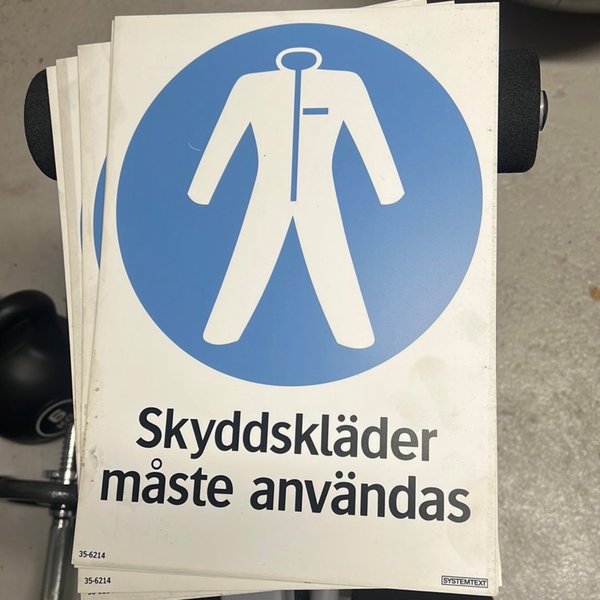 Skyddskläder
måste användas
35-6214
SYSTEMTEXT
35-6214